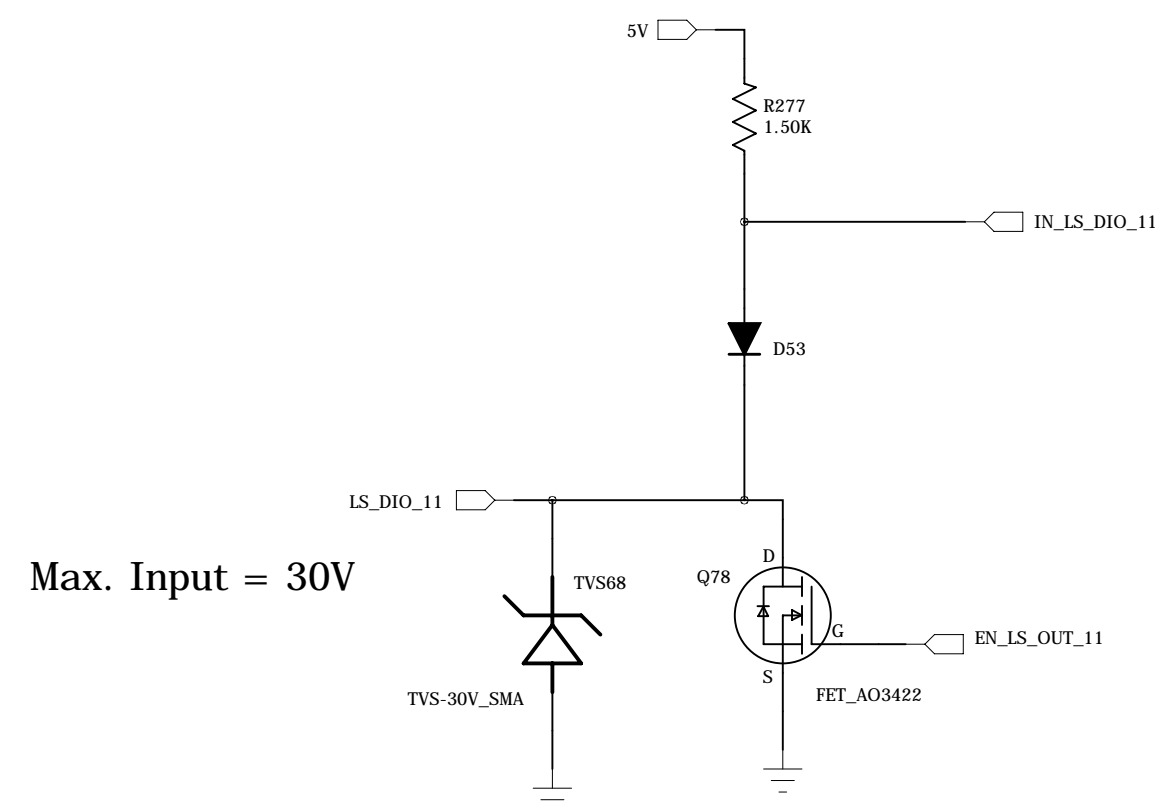 5V
R277
1.50K
IN_LS_DIO_11
D53
LS_DIO_11
Max. Input = 30V
D
Q78
TVS68
G
EN_LS_OUT_11
S
TVS-30V_SMA
FET_AO3422